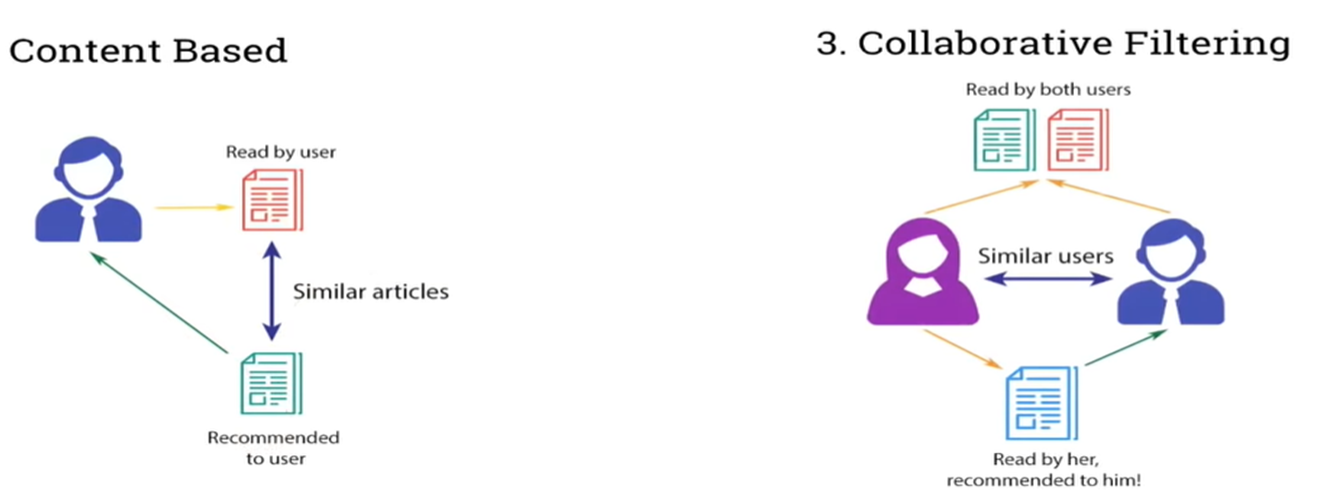 Content Based
Read by user
Similar articles
Recommended
to user
3. Collaborative Filtering
Read by both users
Similar users
Read by her,
recommended to him!